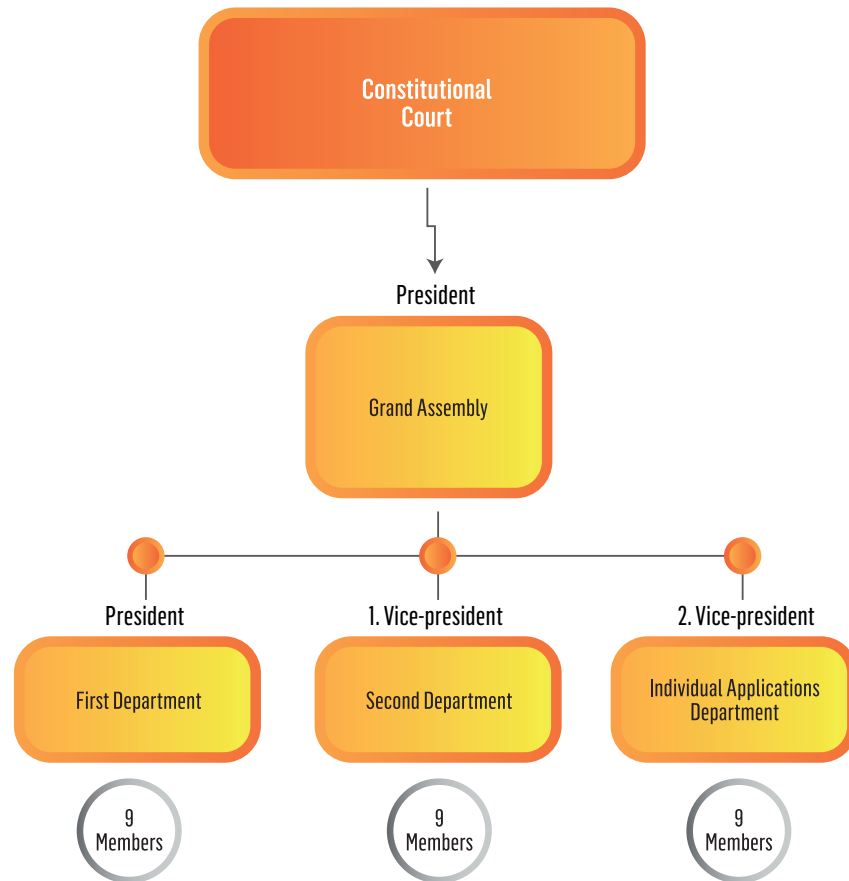 Constitutional
Court
President
Grand Assembly
President
1. Vice-president
2. Vice-president
First Department
Second Department
Individual Applications
Department
9
Members
9
Members
9
Members